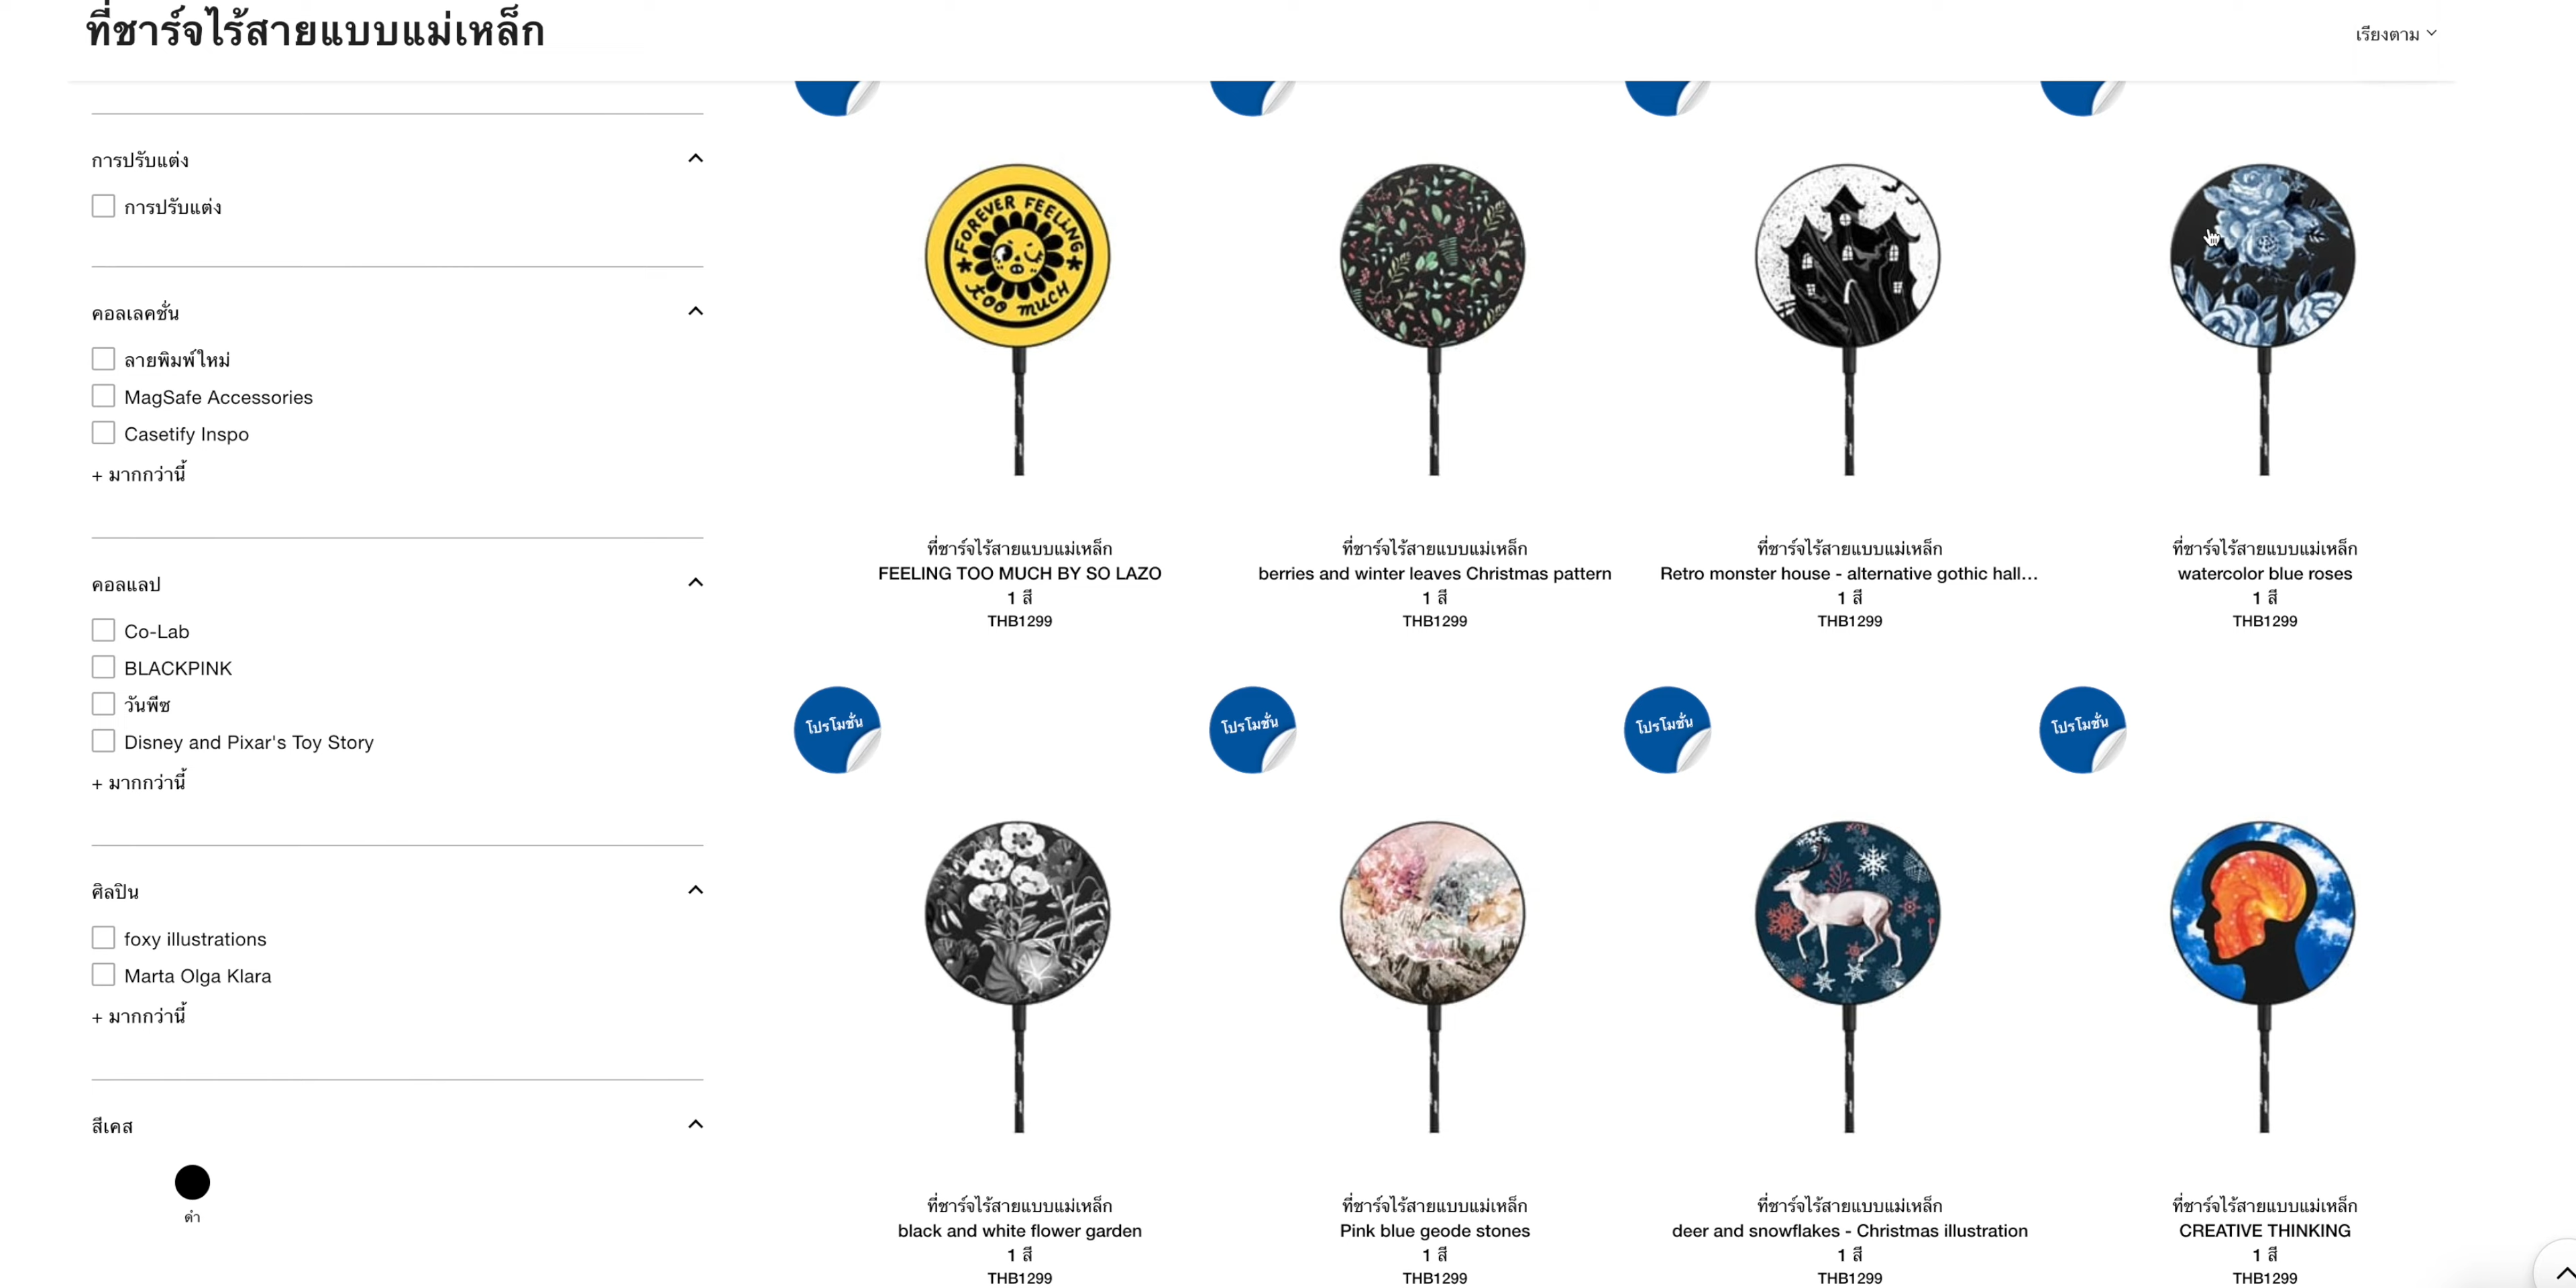 ที่ชาร์จไร้สายแบบแม่เหล็ก
เรียงตาม
การปรับแต่ง
การปรับแต่ง
คอลเลคชั่น
ลายพิมพ์ใหม่
MagSafe Accessories
Casetify Inspo
+ มากกว่านี้
คอลแลป
Co-Lab
BLACKPINK
วันพีซ
Disney and Pixar's Toy Story
+ มากกว่านี้
ศิลปิน
foxy illustrations
Marta Olga Klara
+ มากกว่านี้
สีเคส
ดำ
FOREVER FEELING
TOO MUCH
ที่ชาร์จไร้สายแบบแม่เหล็ก
FEELING TOO MUCH BY SO LAZO
1 สี
THB1299
ที่ชาร์จไร้สายแบบแม่เหล็ก
berries and winter leaves Christmas pattern
1 สี
THB1299
ที่ชาร์จไร้สายแบบแม่เหล็ก
Retro monster house - alternative gothic hall...
1 สี
THB1299
ที่ชาร์จไร้สายแบบแม่เหล็ก
watercolor blue roses
1 สี
THB1299
โปรโมชั่น
โปรโมชั่น
โปรโมชั่น
โปรโมชั่น
ที่ชาร์จไร้สายแบบแม่เหล็ก
black and white flower garden
1 สี
THB1299
ที่ชาร์จไร้สายแบบแม่เหล็ก
Pink blue geode stones
1 สี
THB1299
ที่ชาร์จไร้สายแบบแม่เหล็ก
deer and snowflakes - Christmas illustration
1 สี
THB1299
ที่ชาร์จไร้สายแบบแม่เหล็ก
CREATIVE THINKING
1 สี
THB1299